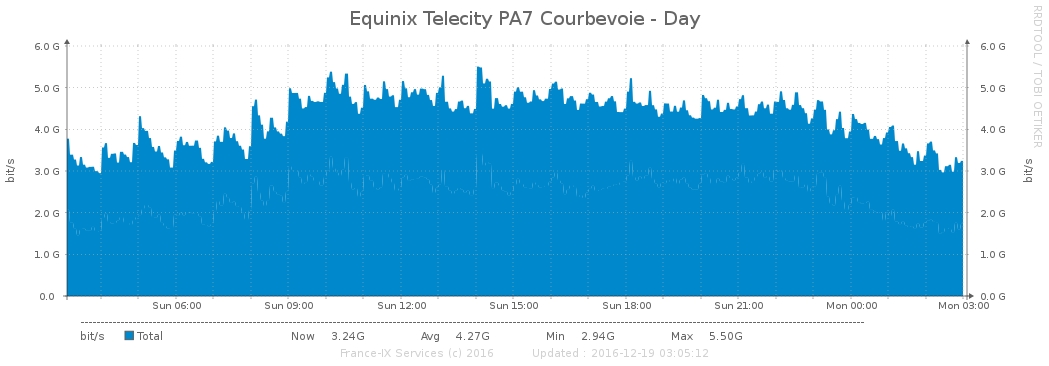 Equinix Telecity PA7 Courbevoie - Day
RRDTOOL / TOBI OETIKER
6.0 G 6.0 G
5.0 G 5.0 G
4.0 G 4.0 G
3.0 G 3.0 G
2.0 G 2.0 G
1.0 G 1.0 G
0.0 0.0 G
bit/s bit/s
Sun 06:00 Sun 09:00 Sun 12:00 Sun 15:00 Sun 18:00 Sun 21:00 Mon 00:00 Mon 03:00
bit/s Total Now 3.24G Avg 4.27G Min 2.94G Max 5.50G
France-IX Services (c) 2016 Updated : 2016-12-19 03:05:12